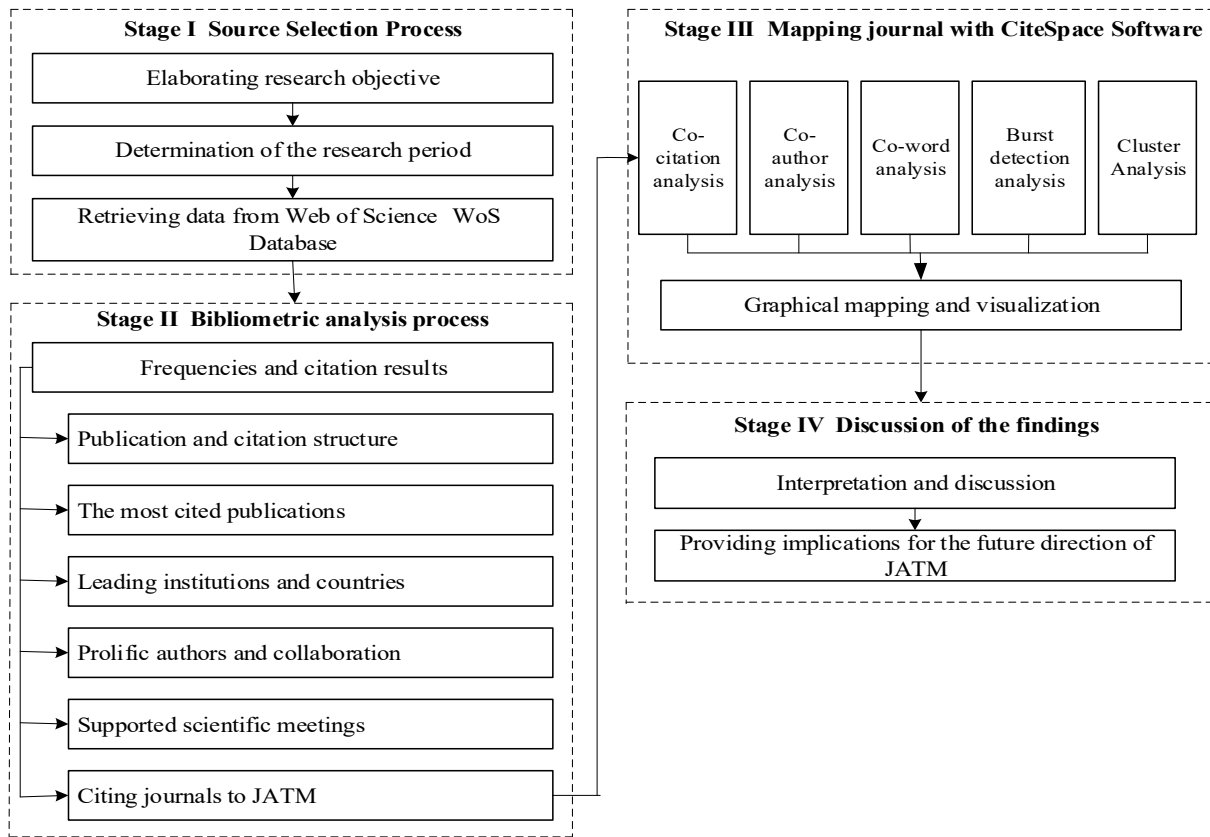 Stage I Source Selection Process
Elaborating research objective
Determination of the research period
Retrieving data from Web of Science WoS
Database
Stage II Bibliometric analysis process
Frequencies and citation results
Publication and citation structure
The most cited publications
Leading institutions and countries
Prolific authors and collaboration
Supported scientific meetings
Citing journals to JATM
Stage III Mapping journal with CiteSpace Software
Co-
citation
analysis
Co-
author
analysis
Co-word
analysis
Burst
detection
analysis
Cluster
Analysis
Graphical mapping and visualization
Stage IV Discussion of the findings
Interpretation and discussion
Providing implications for the future direction of
JATM